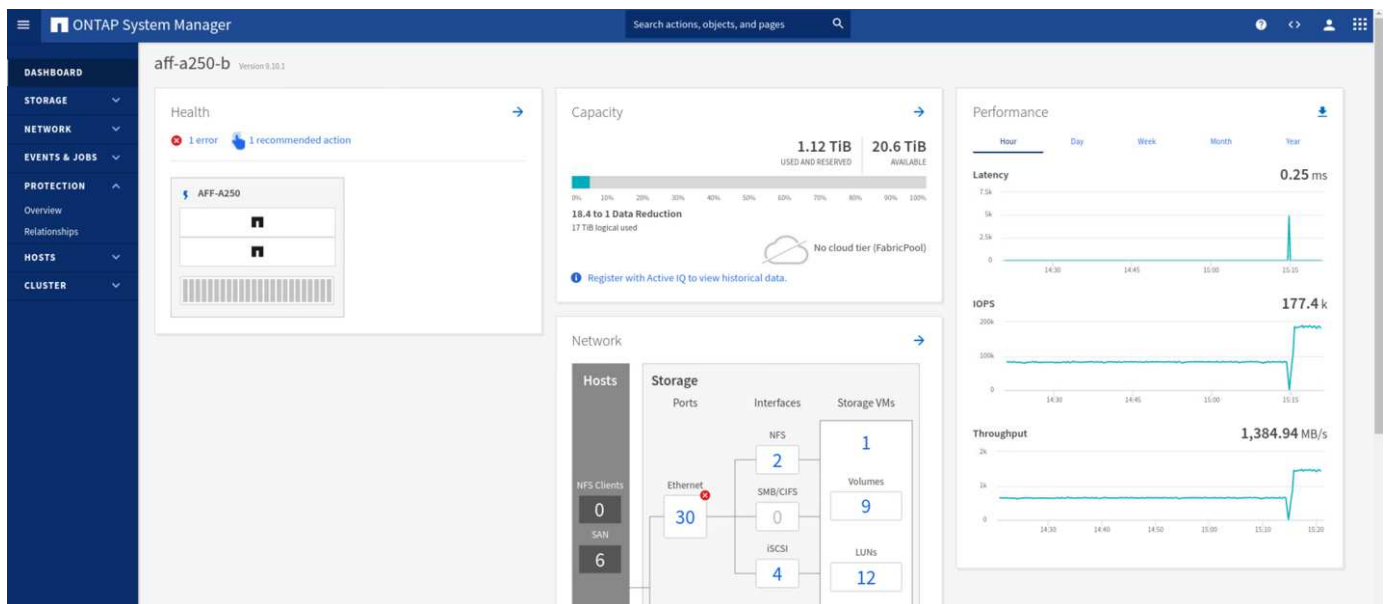 ONTAP System Manager
Search actions, objects, and pages
DASHBOARD
STORAGE
NETWORK
EVENTS & JOBS
PROTECTION
Overview
Relationships
HOSTS
CLUSTER
aff-a250-b Version 9.10.1
Health
1 error 1 recommended action
AFF-A250
Capacity
1.12 TiB 20.6 TiB
USED AND RESERVED AVAILABLE
0% 10% 20% 30% 40% 50% 60% 70% 80% 90% 100%
18.4 to 1 Data Reduction
17 TiB logical used
No cloud tier (FabricPool)
Register with Active IQ to view historical data.
Network
Hosts Storage
Ports Interfaces Storage VMs
NFS
2
1
NFS Clients Ethernet SMB/CIFS Volumes
0 30 0 9
SAN iSCSI LUNs
6 4 12
Performance
Hour Day Week Month Year
Latency 0.25 ms
7.5k
5k
2.5k
0
14:30 14:45 15:00 15:15
IOPS 177.4 k
200k
100k
0
14:30 14:45 15:00 15:15
Throughput 1,384.94 MB/s
2k
1k
0
14:30 14:40 14:50 15:00 15:10 15:20